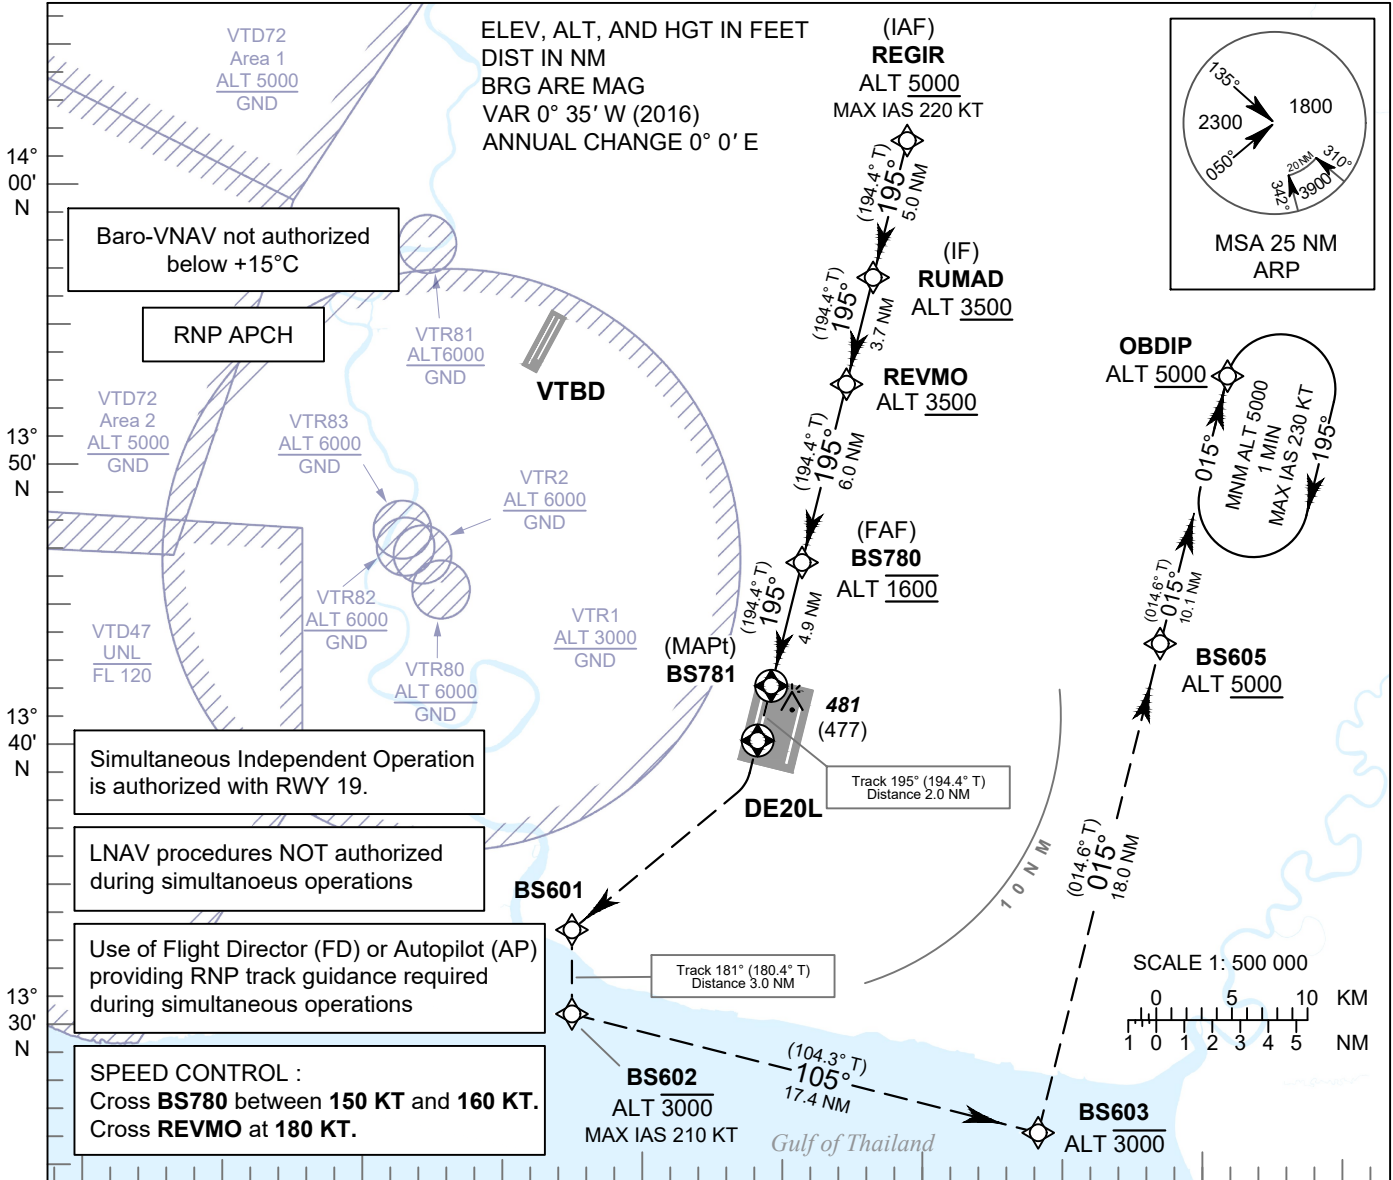 ELEV, ALT, AND HGT IN FEET
DIST IN NM
BRG ARE MAG
VAR 0° 35' W (2016)
ANNUAL CHANGE 0° 0' E
VTD72
Area 1
ALT 5000
GND
(IAF)
REGIR
ALT 5000
MAX IAS 220 KT
135°
1800
2300
050°
20 NM
310°
342°
3900
MSA 25 NM
ARP
14°
00'
N
(194.4° T)
195°
5.0 NM
Baro-VNAV not authorized
below +15°C
RNP APCH
VTR81
ALT6000
GND
VTBD
(IF)
RUMAD
ALT 3500
(194.4° T)
195°
3.7 NM
REVMO
ALT 3500
OBDIP
ALT 5000
MNM ALT 5000
1 MIN
MAX IAS 230 KT
015°
195°
VTD72
Area 2
ALT 5000
GND
13°
50'
N
VTR83
ALT 6000
GND
VTR2
ALT 6000
GND
(194.4° T)
195°
6.0 NM
(FAF)
BS780
ALT 1600
(194.4° T)
195°
4.9 NM
(014.6° T)
015°
10.1 NM
VTR82
ALT 6000
GND
VTR1
ALT 3000
GND
VTD47
UNL
FL 120
VTR80
ALT 6000
GND
(MAPt)
BS781
481
(477)
BS605
ALT 5000
13°
40'
N
Simultaneous Independent Operation
is authorized with RWY 19.
Track 195° (194.4° T)
Distance 2.0 NM
DE20L
LNAV procedures NOT authorized
during simultanoeus operations
10 NM
(014.6° T)
015°
18.0 NM
BS601
Use of Flight Director (FD) or Autopilot (AP)
providing RNP track guidance required
during simultaneous operations
Track 181° (180.4° T)
Distance 3.0 NM
SCALE 1: 500 000
0 5 10 KM
1 0 1 2 3 4 5 NM
13°
30'
N
SPEED CONTROL :
Cross BS780 between 150 KT and 160 KT.
Cross REVMO at 180 KT.
BS602
ALT 3000
MAX IAS 210 KT
(104.3° T)
105°
17.4 NM
Gulf of Thailand
BS603
ALT 3000